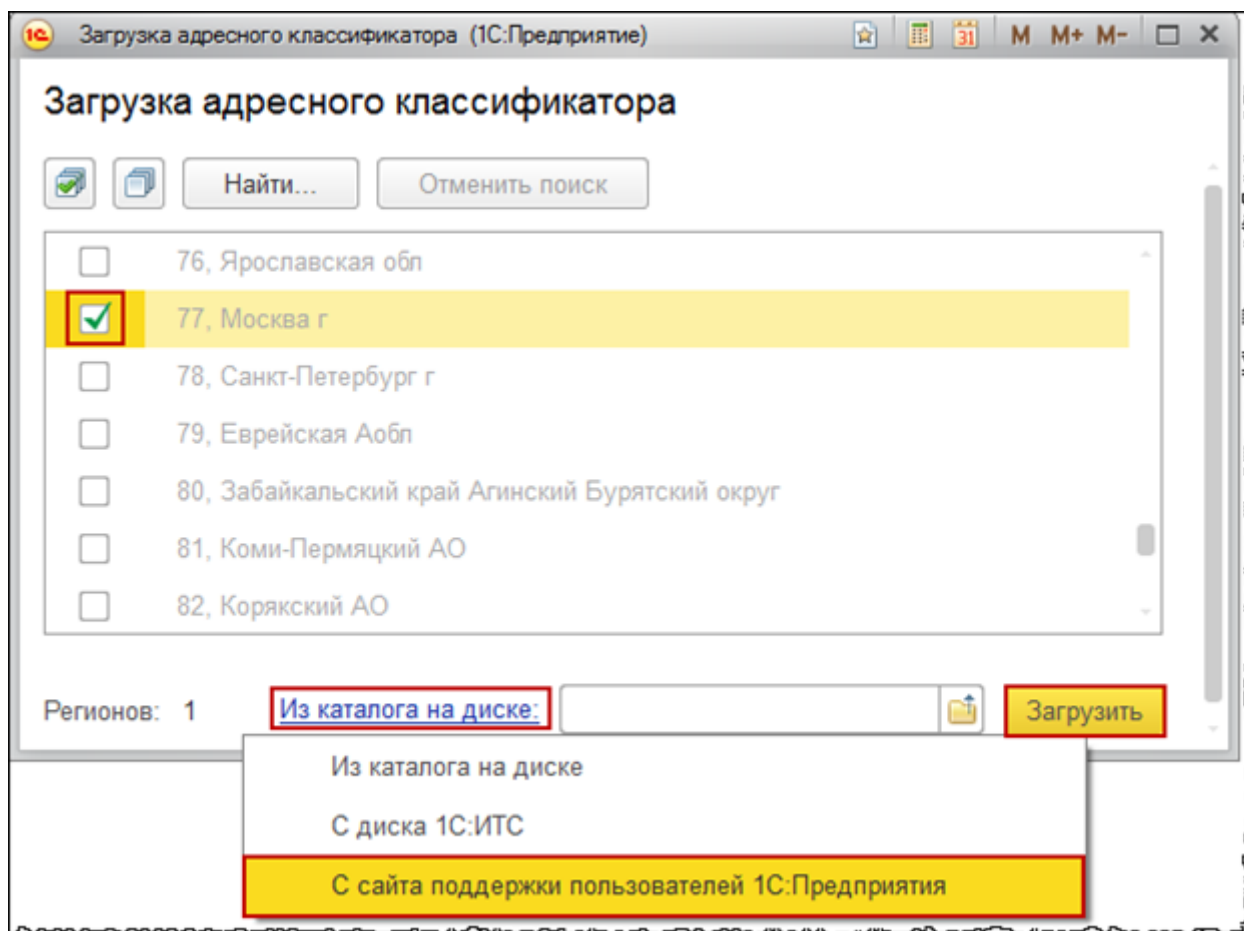 1С Загрузка адресного классификатора (1С:Предприятие) 31 M M+ M-
Загрузка адресного классификатора
Найти... Отменить поиск
76, Ярославская обл
77, Москва г
78, Санкт-Петербург г
79, Еврейская Аобл
80, Забайкальский край Агинский Бурятский округ
81, Коми-Пермяцкий АО
82, Корякский АО
Регионов: 1 Из каталога на диске: Загрузить
Из каталога на диске
С диска 1С:ИТС
С сайта поддержки пользователей 1С:Предприятия